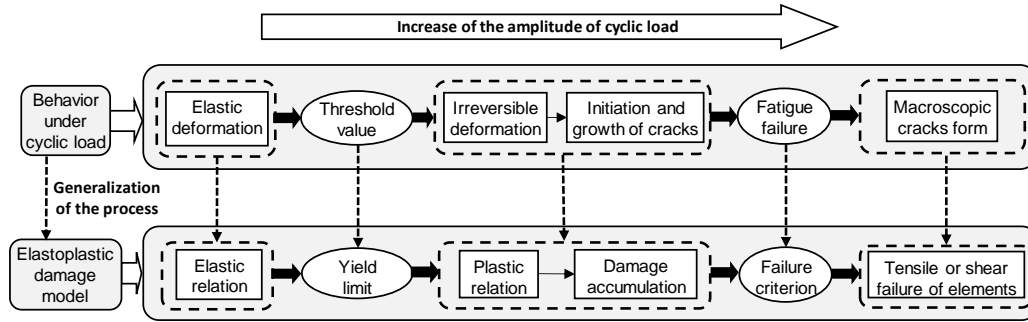 Increase of the amplitude of cyclic load
Behavior
under
cyclic load
Elastic
deformation
Threshold
value
Irreversible
deformation
Initiation and
growth of cracks
Fatigue
failure
Macroscopic
cracks form
Generalization
of the process
Elastoplastic
damage
model
Elastic
relation
Yield
limit
Plastic
relation
Damage
accumulation
Failure
criterion
Tensile or shear
failure of elements